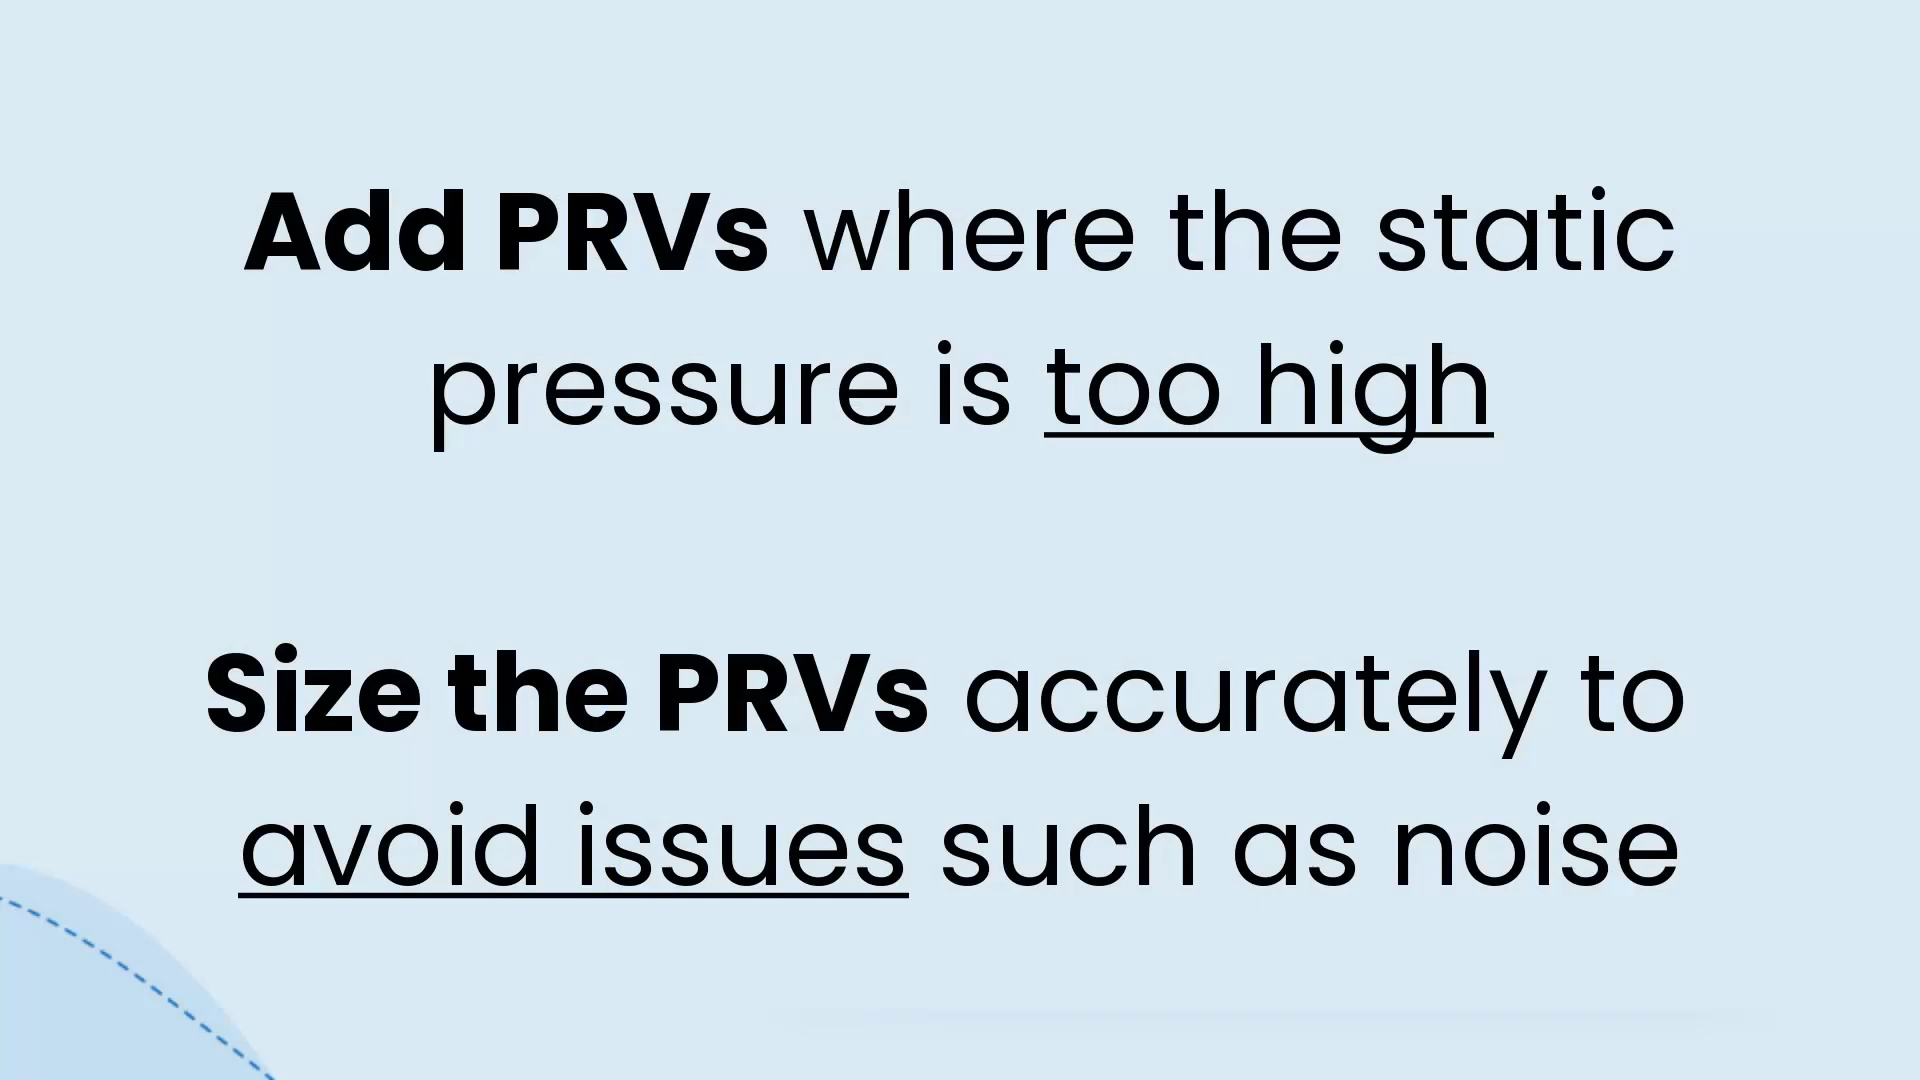 Add PRVs where the static
pressure is too high
Size the PRVs accurately to
avoid issues such as noise